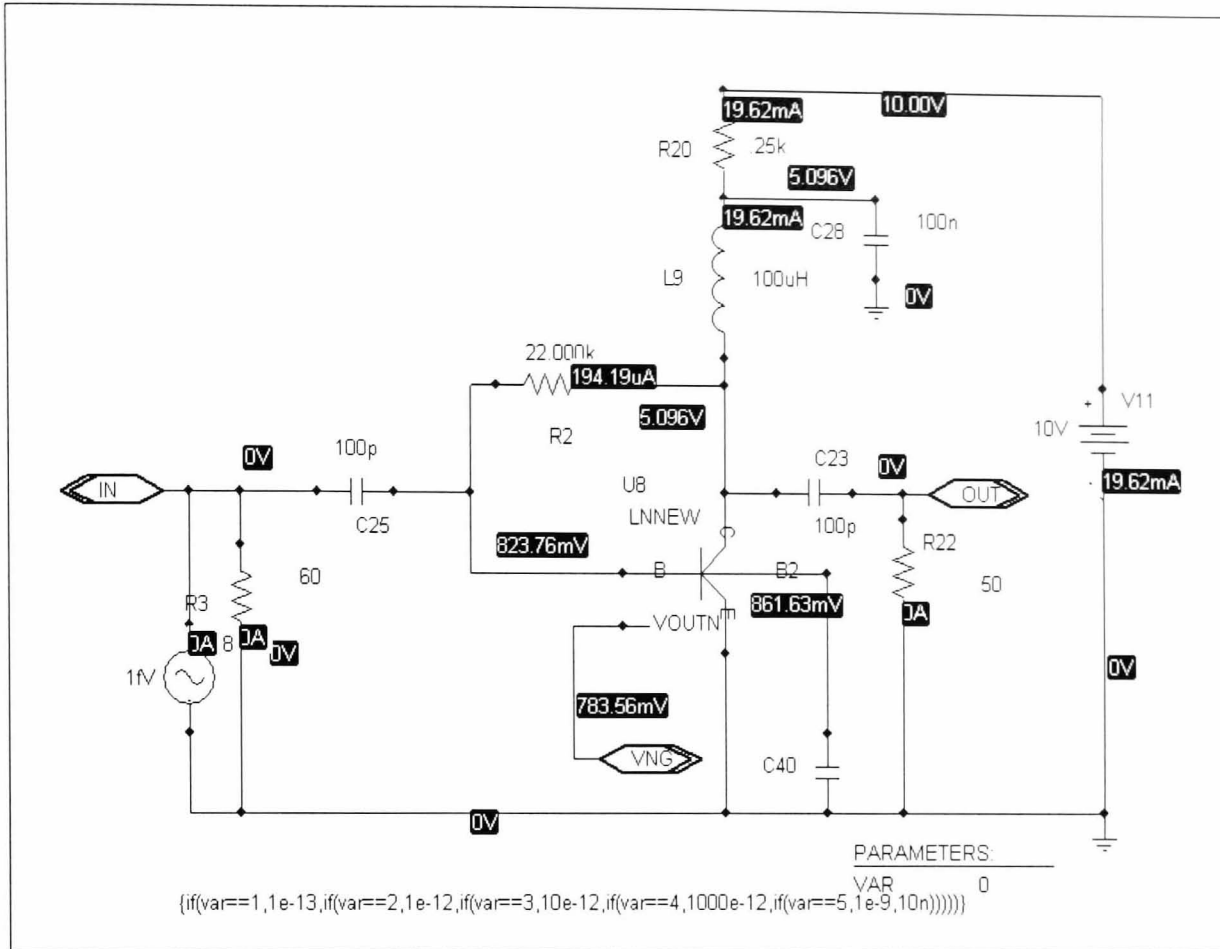 19.62mA
10.00V
R20
.25k
5.096V
19.62mA
C28
100n
L9
100uH
0V
22.000k
194.19uA
5.096V
R2
V11
+
10V
19.62mA
-
0V
100p
C25
IN
U8
LNNEW
C23
100p
0V
OUT
R22
50
0A
823.76mV
B
C
B2
E
861.63mV
60
R3
0A
8
0A
0V
1fV
VOUTN
783.56mV
VNG
C40
0V
0V
PARAMETERS:
VAR 0
{if(var==1,1e-13,if(var==2,1e-12,if(var==3,10e-12,if(var==4,1000e-12,if(var==5,1e-9,10n)))))}